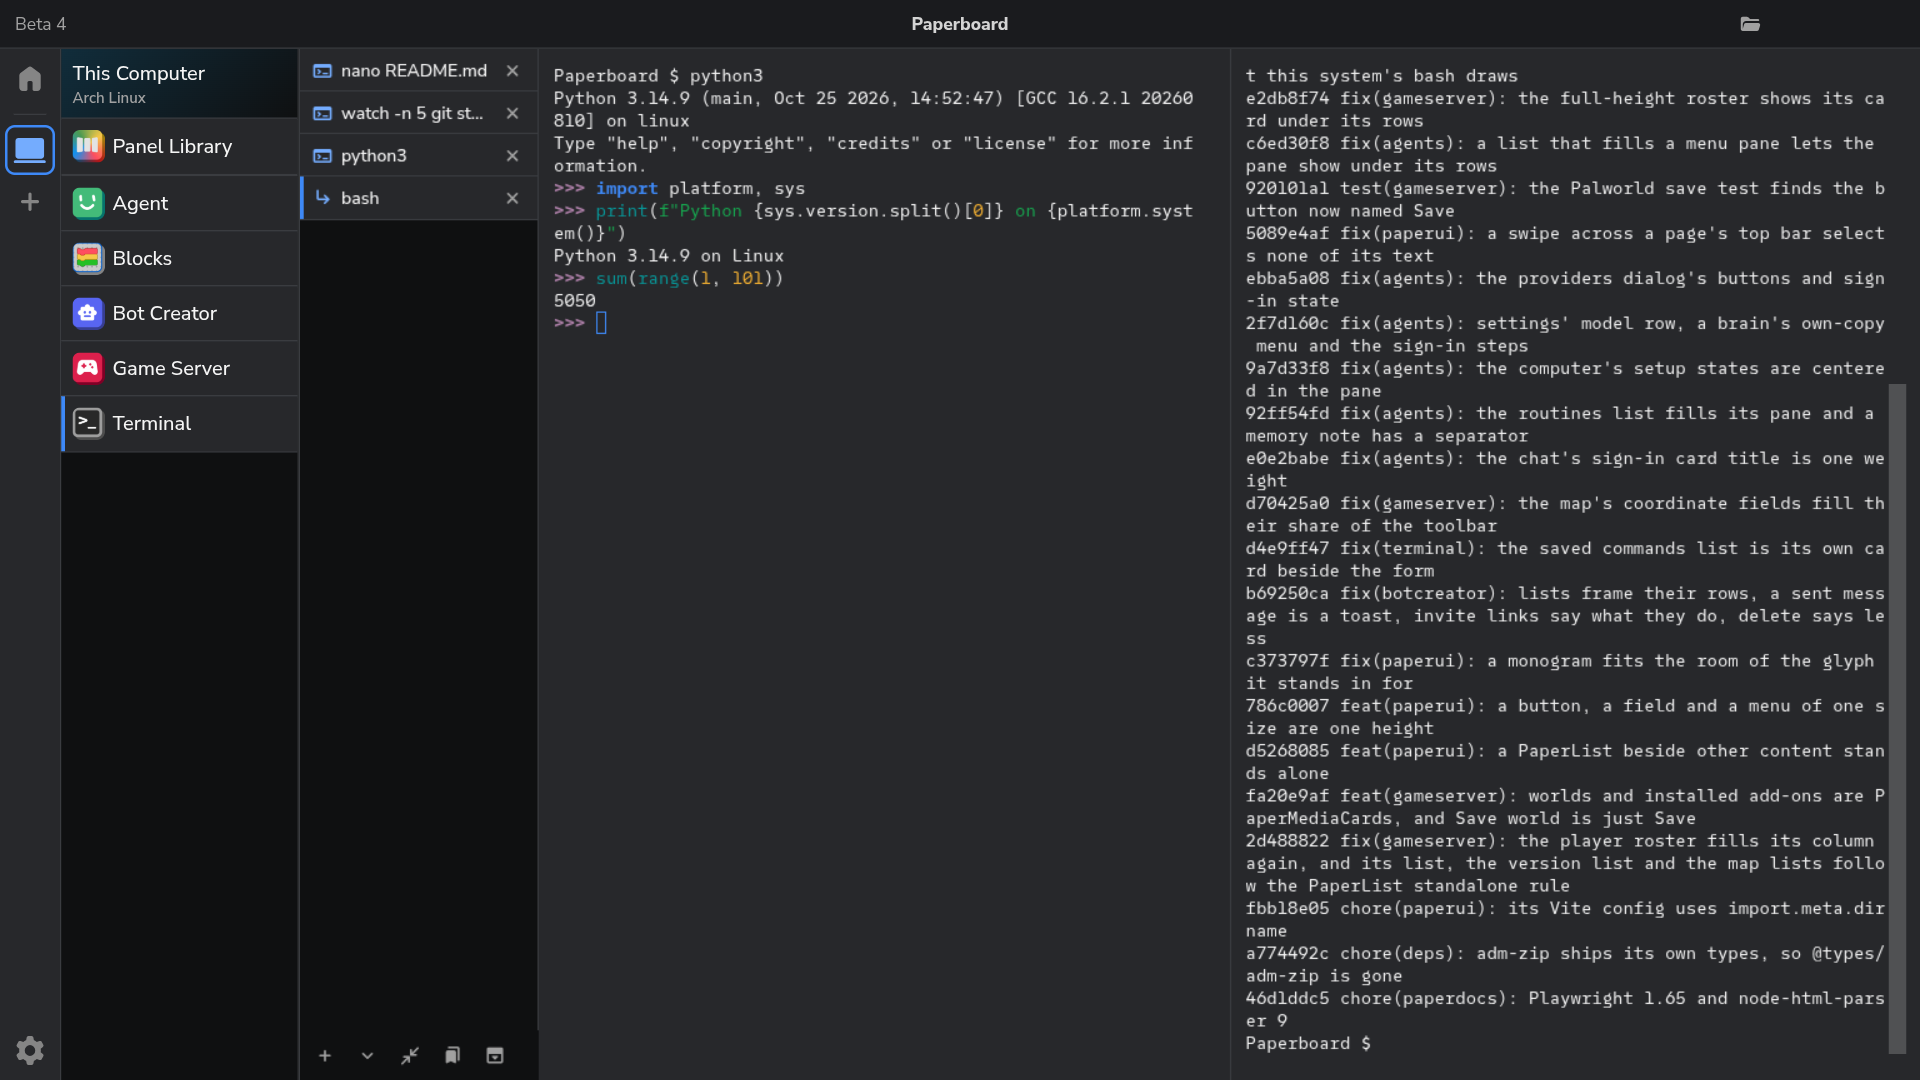 Beta 4
Paperboard
This Computer
Arch Linux
Panel Library
Agent
Blocks
Bot Creator
Game Server
Terminal
nano README.md
watch -n 5 git st...
python3
bash
Paperboard $ python3
Python 3.14.9 (main, Oct 25 2026, 14:52:47) [GCC 16.2.1 20260
810] on linux
Type "help", "copyright", "credits" or "license" for more inf
ormation.
>>> import platform, sys
>>> print(f"Python {sys.version.split()[0]} on {platform.syst
em()}")
Python 3.14.9 on Linux
>>> sum(range(1, 101))
5050
>>>
t this system's bash draws
e2db8f74 fix(gameserver): the full-height roster shows its ca
rd under its rows
c6ed30f8 fix(agents): a list that fills a menu pane lets the
pane show under its rows
920101a1 test(gameserver): the Palworld save test finds the b
utton now named Save
5089e4af fix(paperui): a swipe across a page's top bar select
s none of its text
ebba5a08 fix(agents): the providers dialog's buttons and sign
-in state
2f7d160c fix(agents): settings' model row, a brain's own-copy
menu and the sign-in steps
9a7d33f8 fix(agents): the computer's setup states are centere
d in the pane
92ff54fd fix(agents): the routines list fills its pane and a
memory note has a separator
e0e2babe fix(agents): the chat's sign-in card title is one we
ight
d70425a0 fix(gameserver): the map's coordinate fields fill th
eir share of the toolbar
d4e9ff47 fix(terminal): the saved commands list is its own ca
rd beside the form
b69250ca fix(botcreator): lists frame their rows, a sent mess
age is a toast, invite links say what they do, delete says le
ss
c373797f fix(paperui): a monogram fits the room of the glyph
it stands in for
786c0007 feat(paperui): a button, a field and a menu of one s
ize are one height
d5268085 feat(paperui): a PaperList beside other content stan
ds alone
fa20e9af feat(gameserver): worlds and installed add-ons are P
aperMediaCards, and Save world is just Save
2d488822 fix(gameserver): the player roster fills its column
again, and its list, the version list and the map lists follo
w the PaperList standalone rule
fbb18e05 chore(paperui): its Vite config uses import.meta.dir
name
a774492c chore(deps): adm-zip ships its own types, so @types/
adm-zip is gone
46d1ddc5 chore(paperdocs): Playwright 1.65 and node-html-pars
er 9
Paperboard $